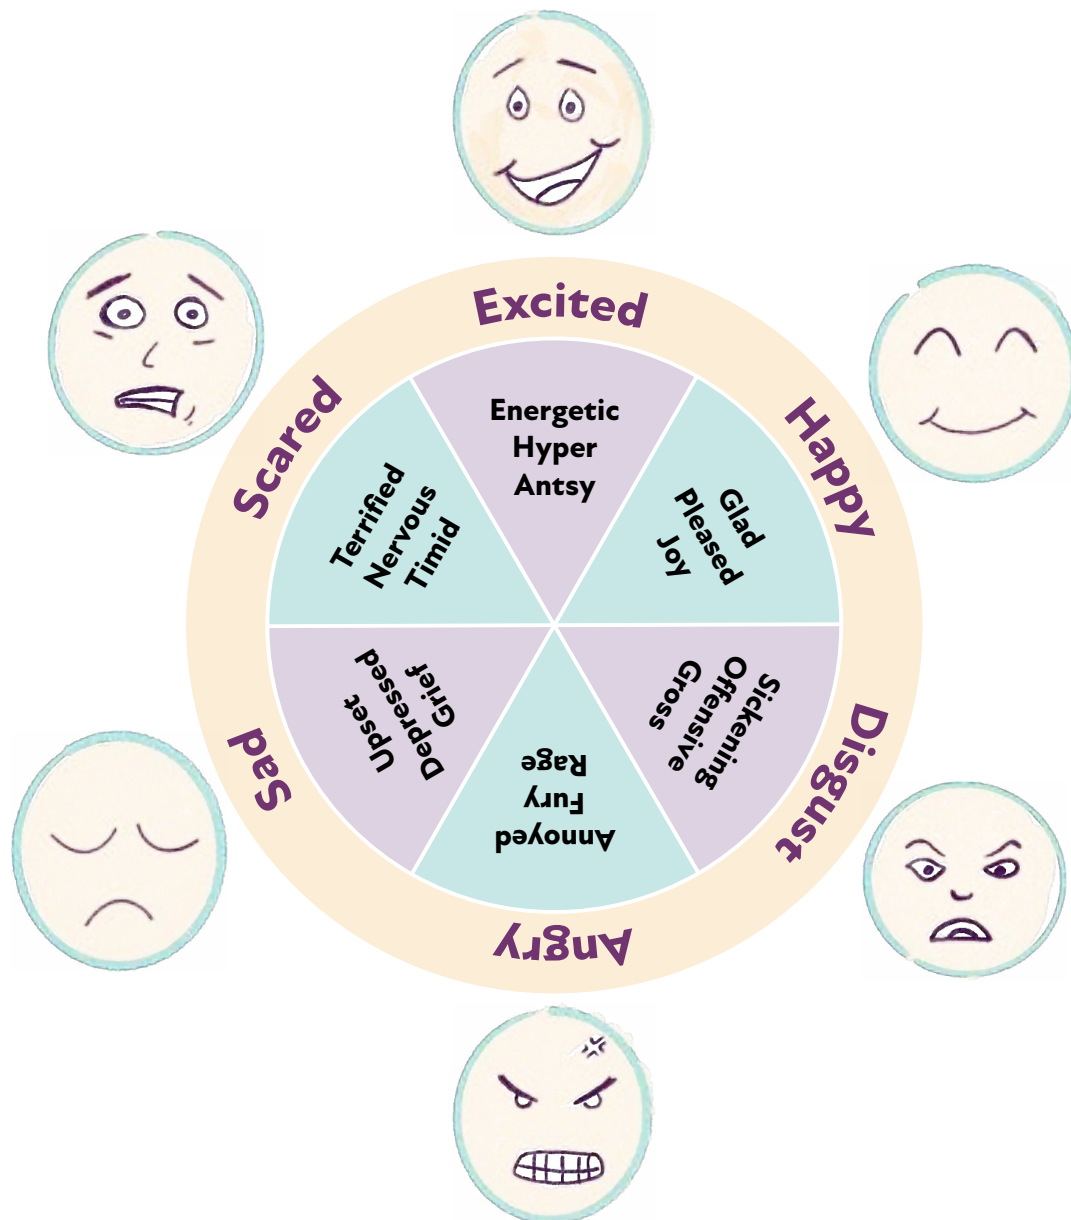 Excited
Energetic
Hyper
Antsy
Happy
Glad
Pleased
Joy
Disgust
Sickening
Offensive
Gross
Angry
Annoyed
Fury
Rage
Sad
Upset
Depressed
Grief
Scared
Terrified
Nervous
Timid